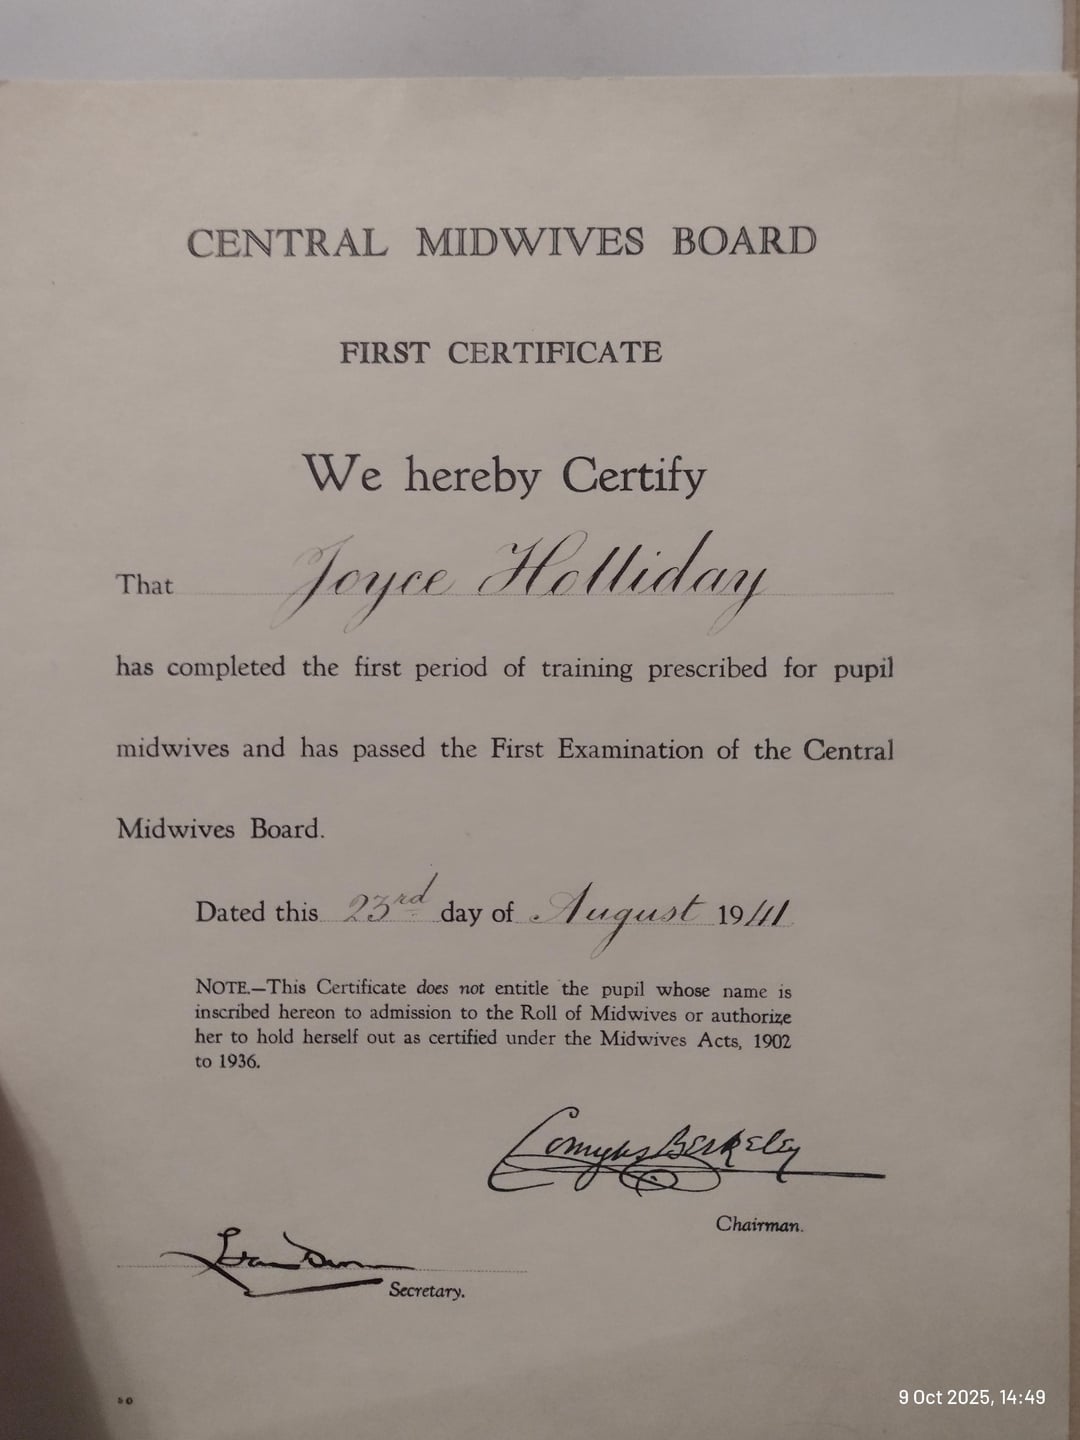 CENTRAL MIDWIVES BOARD
FIRST CERTIFICATE
We hereby Certify
That Joyce Holliday
has completed the first period of training prescribed for pupil
midwives and has passed the First Examination of the Central
Midwives Board.
Dated this 23rd day of August 1941
NOTE.—This Certificate does not entitle the pupil whose name is
inscribed hereon to admission to the Roll of Midwives or authorize
her to hold herself out as certified under the Midwives Acts, 1902
to 1936.
Comyns Berkeley
Chairman.
Secretary.
9 Oct 2025, 14:49